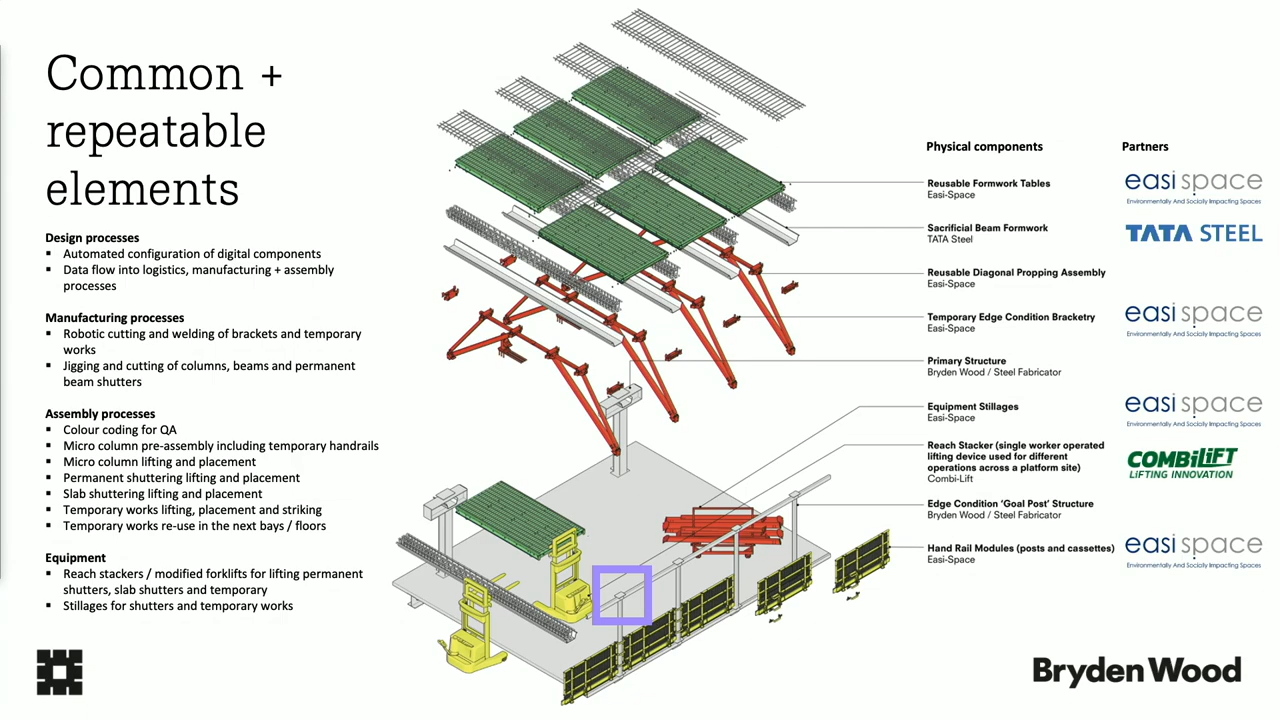 Common +
repeatable
elements
Design processes
▪ Automated configuration of digital components
▪ Data flow into logistics, manufacturing + assembly
processes
Manufacturing processes
▪ Robotic cutting and welding of brackets and temporary
works
▪ Jigging and cutting of columns, beams and permanent
beam shutters
Assembly processes
▪ Colour coding for QA
▪ Micro column pre-assembly including temporary handrails
▪ Micro column lifting and placement
▪ Permanent shuttering lifting and placement
▪ Slab shuttering lifting and placement
▪ Temporary works lifting, placement and striking
▪ Temporary works re-use in the next bays / floors
Equipment
▪ Reach stackers / modified forklifts for lifting permanent
shutters, slab shutters and temporary
▪ Stillages for shutters and temporary works
Physical components
Reusable Formwork Tables
Easi-Space
Sacrificial Beam Formwork
TATA Steel
Reusable Diagonal Propping Assembly
Easi-Space
Temporary Edge Condition Bracketry
Easi-Space
Primary Structure
Bryden Wood / Steel Fabricator
Equipment Stillages
Easi-Space
Reach Stacker (single worker operated
lifting device used for different
operations across a platform site)
Combi-Lift
Edge Condition ‘Goal Post’ Structure
Bryden Wood / Steel Fabricator
Hand Rail Modules (posts and cassettes)
Easi-Space
Partners
easi space
Environmentally And Socially Impacting Spaces
TATA STEEL
easi space
Environmentally And Socially Impacting Spaces
easi space
Environmentally And Socially Impacting Spaces
COMBiLiFT
LIFTING INNOVATION
easi space
Environmentally And Socially Impacting Spaces
Bryden Wood